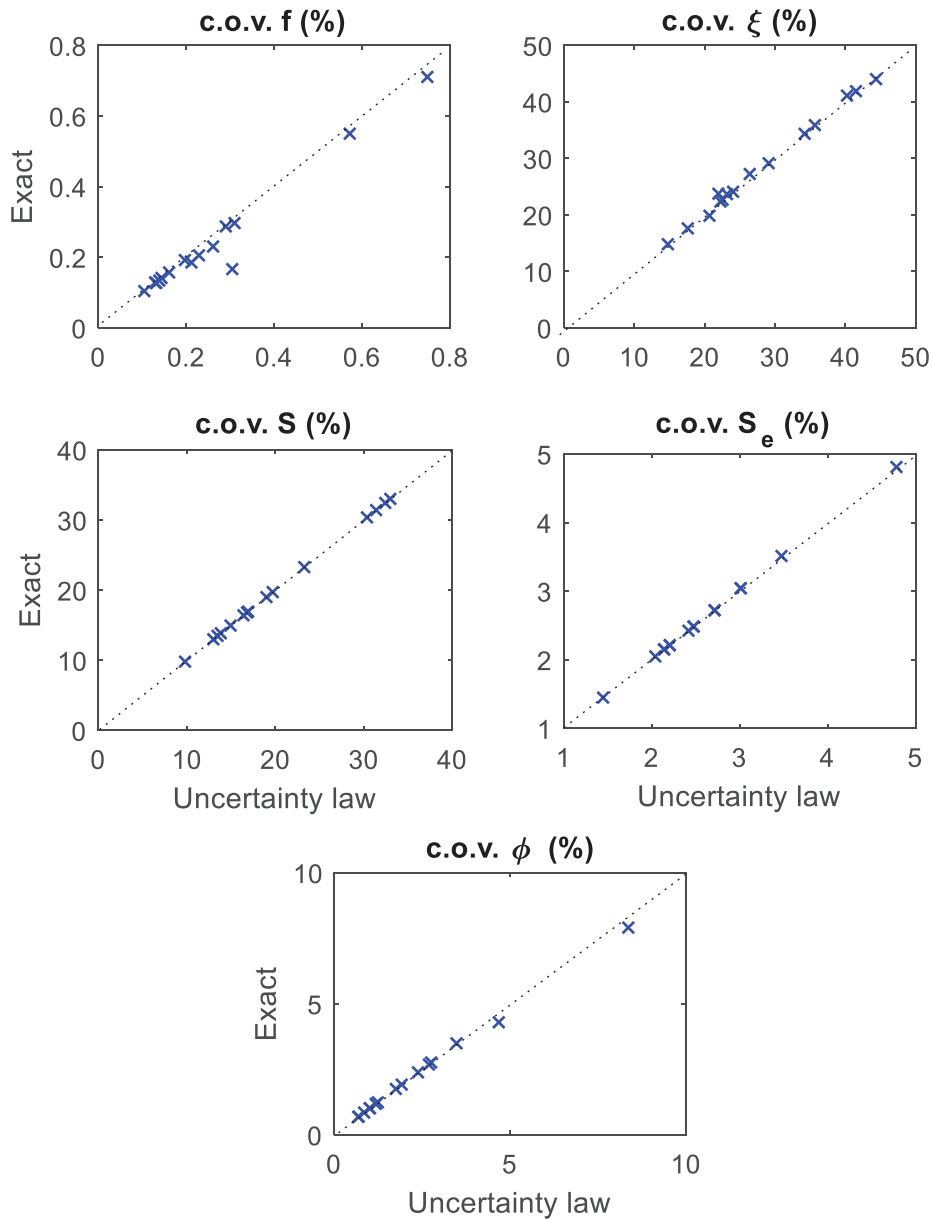 c.o.v. f (%)
0.8
0.6
0.4
0.2
0
Exact
0 0.2 0.4 0.6 0.8
c.o.v. ξ (%)
50
40
30
20
10
0
0 10 20 30 40 50
c.o.v. S (%)
40
30
20
10
0
Exact
0 10 20 30 40
Uncertainty law
c.o.v. S_e (%)
5
4
3
2
1
1 2 3 4 5
Uncertainty law
c.o.v. ϕ (%)
10
5
0
Exact
0 5 10
Uncertainty law